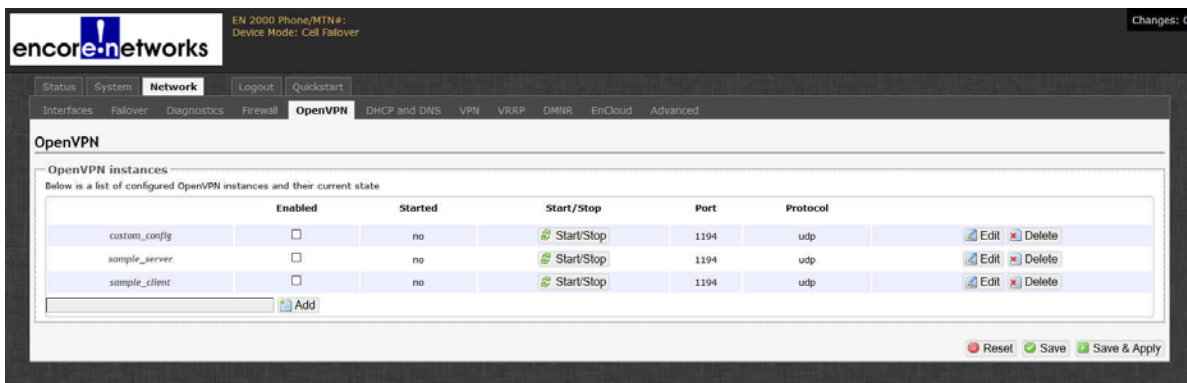 encore!networks
EN 2000 Phone/MTN#:
Device Mode: Cell Failover
Changes: 0
Status System Network Logout Quickstart
Interfaces Failover Diagnostics Firewall OpenVPN DHCP and DNS VPN VRRP DMNR EnCloud Advanced
OpenVPN
OpenVPN instances
Below is a list of configured OpenVPN instances and their current state
Enabled Started Start/Stop Port Protocol
custom_config no Start/Stop 1194 udp Edit Delete
sample_server no Start/Stop 1194 udp Edit Delete
sample_client no Start/Stop 1194 udp Edit Delete
Add
Reset Save Save & Apply